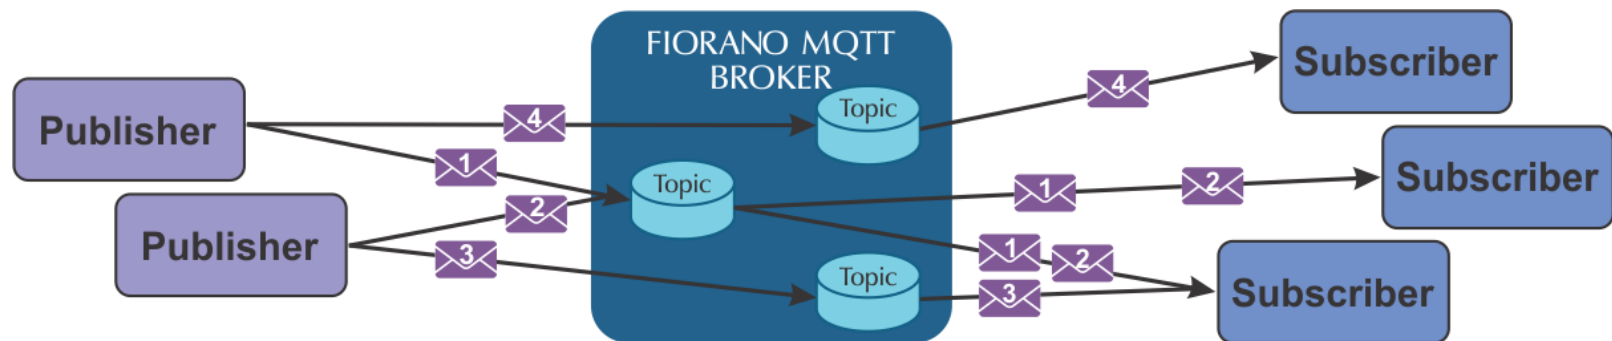 FIORANO MQTT
BROKER
Publisher
Publisher
4
1
2
3
Topic
Topic
Topic
4
1
2
1
2
3
Subscriber
Subscriber
Subscriber